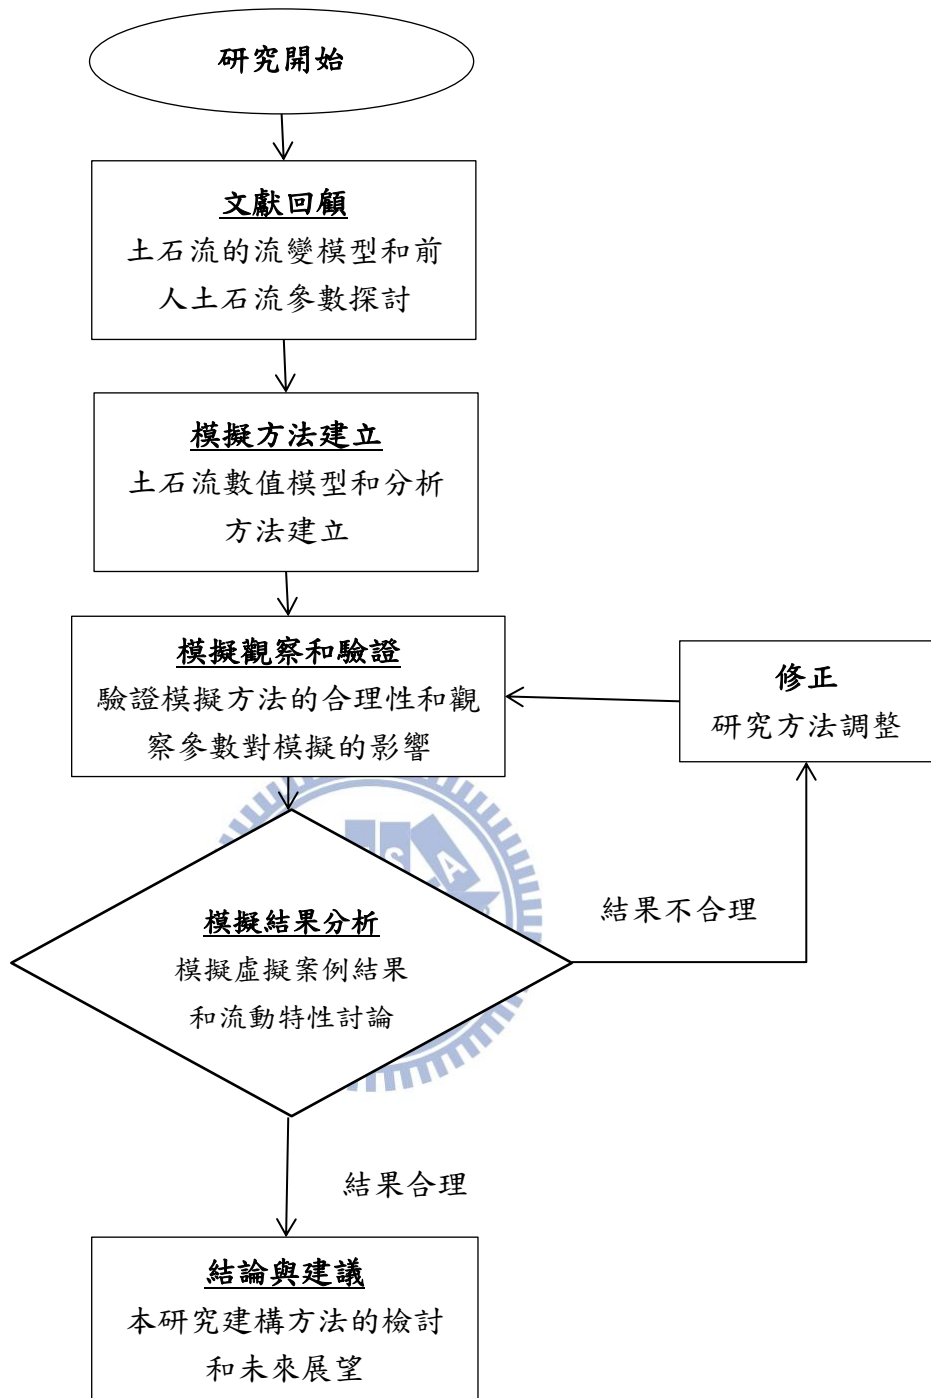 研究開始
文獻回顧
土石流的流變模型和前
人土石流參數探討
模擬方法建立
土石流數值模型和分析
方法建立
模擬觀察和驗證
驗證模擬方法的合理性和觀
察參數對模擬的影響
修正
研究方法調整
模擬結果分析
模擬虛擬案例結果
和流動特性討論
結果不合理
結果合理
結論與建議
本研究建構方法的檢討
和未來展望
S
A